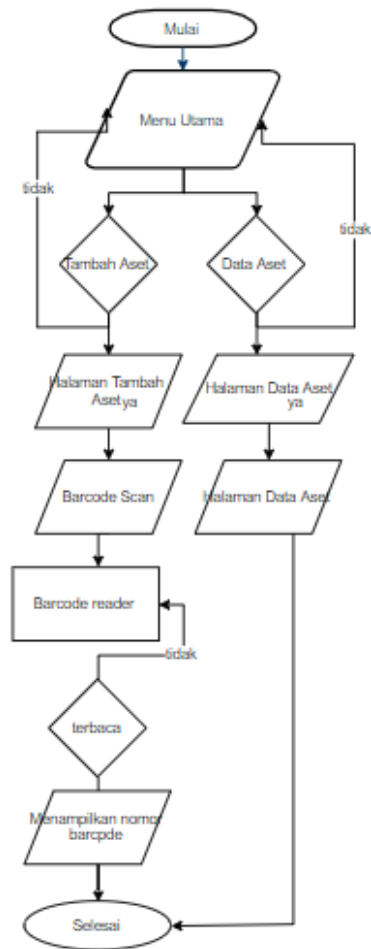 Mulai
Menu Utama
tidak
tidak
Tambah Aset
Data Aset
Halaman Tambah
Aset
ya
Halaman Data Aset
ya
Barcode Scan
Halaman Data Aset
Barcode reader
tidak
terbaca
Menampilkan nomor
barcpde
Selesai